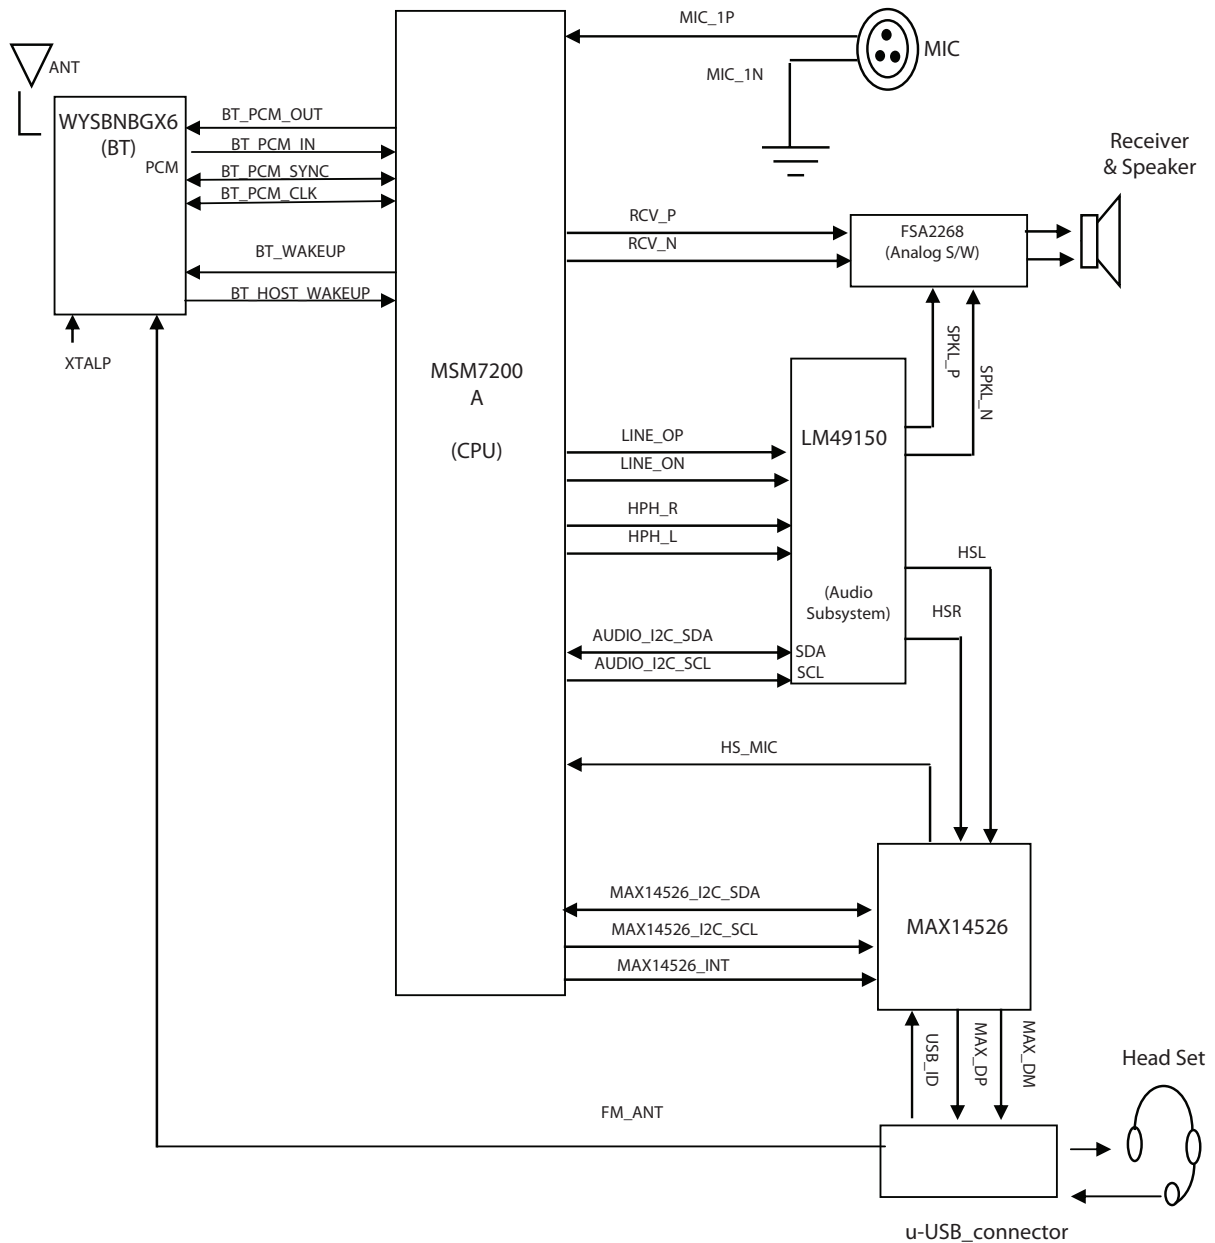 MIC_1P
MIC
MIC_1N
ANT
WYSBNBGX6
(BT)
PCM
BT_PCM_OUT
BT_PCM_IN
BT_PCM_SYNC
BT_PCM_CLK
BT_WAKEUP
BT_HOST_WAKEUP
XTALP
Receiver
& Speaker
RCV_P
RCV_N
FSA2268
(Analog S/W)
SPKL_P
SPKL_N
MSM7200
A
(CPU)
LINE_OP
LINE_ON
HPH_R
HPH_L
LM49150
(Audio
Subsystem)
HSL
HSR
AUDIO_I2C_SDA
AUDIO_I2C_SCL
SDA
SCL
HS_MIC
MAX14526_I2C_SDA
MAX14526_I2C_SCL
MAX14526_INT
MAX14526
USB_ID
MAX_DP
MAX_DM
Head Set
FM_ANT
u-USB_connector